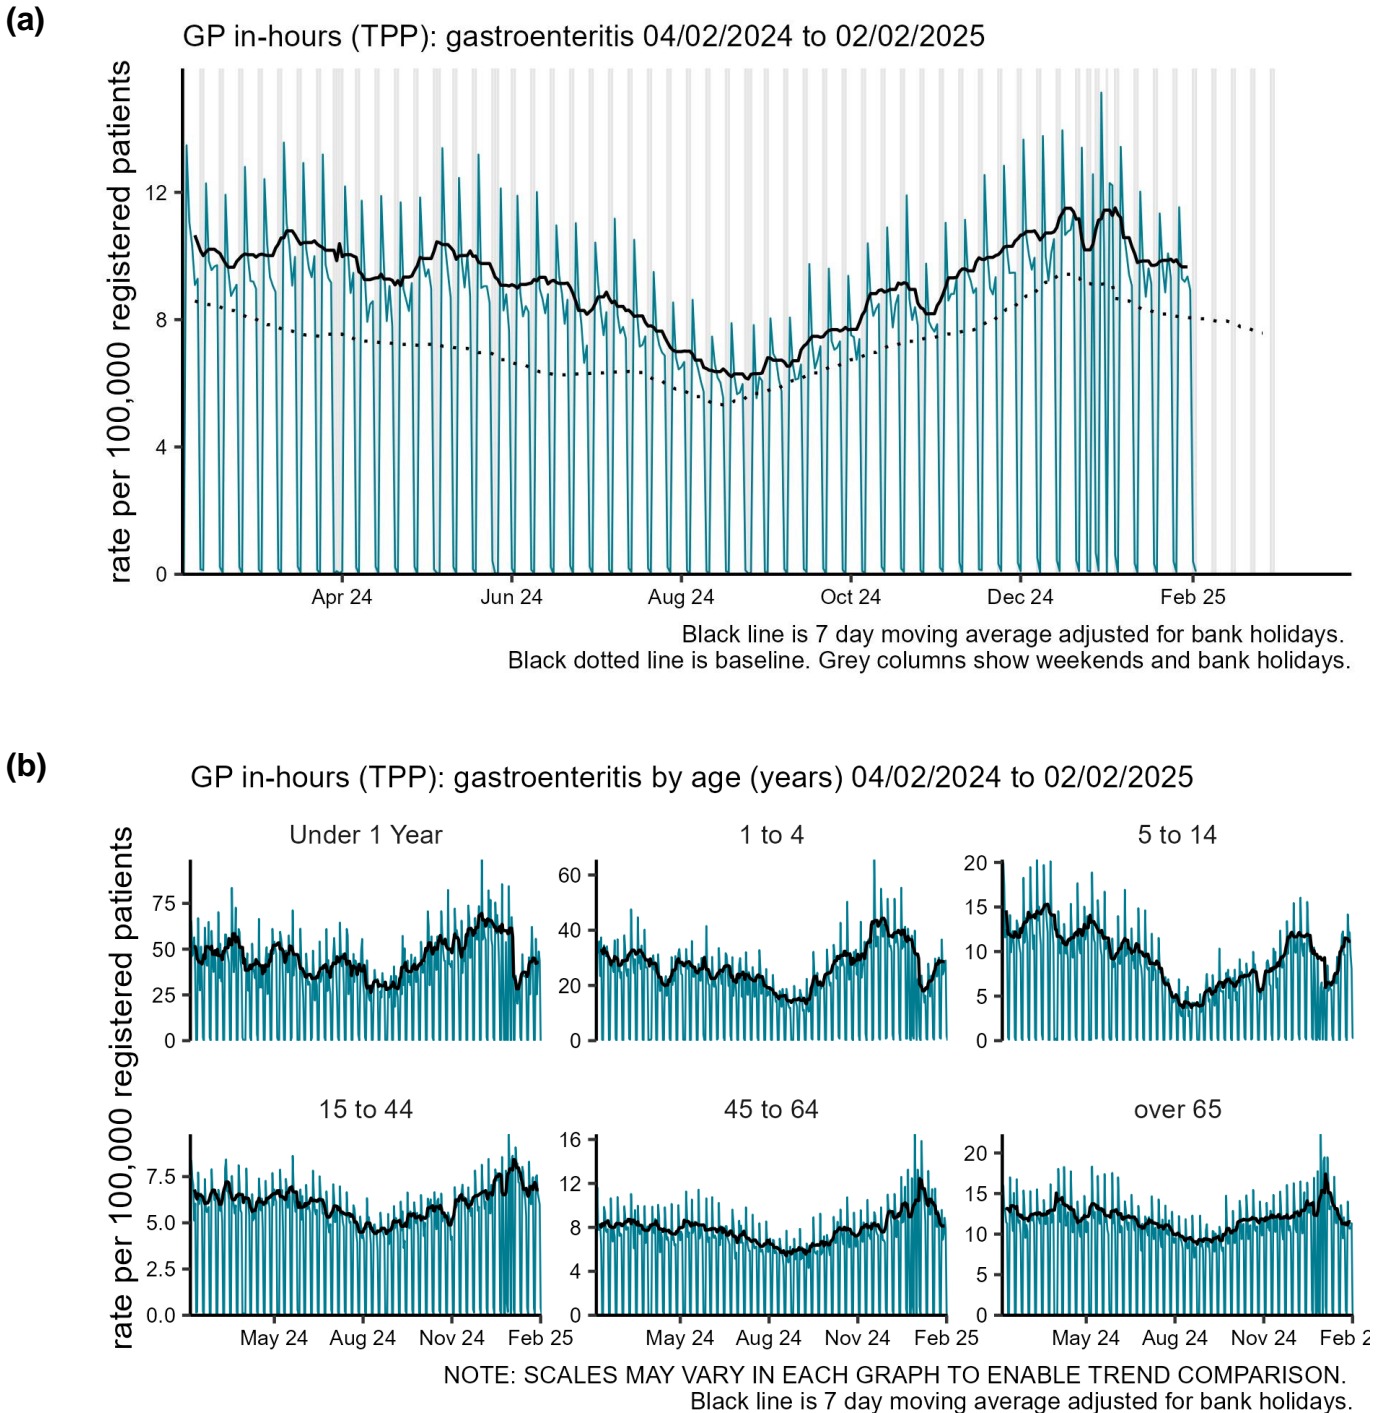 (a)
GP in-hours (TPP): gastroenteritis 04/02/2024 to 02/02/2025
rate per 100,000 registered patients
12
8
4
0
Apr 24 Jun 24 Aug 24 Oct 24 Dec 24 Feb 25
Black line is 7 day moving average adjusted for bank holidays.
Black dotted line is baseline. Grey columns show weekends and bank holidays.
(b)
GP in-hours (TPP): gastroenteritis by age (years) 04/02/2024 to 02/02/2025
rate per 100,000 registered patients
Under 1 Year
75
50
25
0
1 to 4
60
40
20
0
5 to 14
20
15
10
5
0
15 to 44
7.5
5.0
2.5
0.0
May 24 Aug 24 Nov 24 Feb 25
45 to 64
16
12
8
4
0
May 24 Aug 24 Nov 24 Feb 25
over 65
20
15
10
5
0
May 24 Aug 24 Nov 24 Feb 2
NOTE: SCALES MAY VARY IN EACH GRAPH TO ENABLE TREND COMPARISON.
Black line is 7 day moving average adjusted for bank holidays.